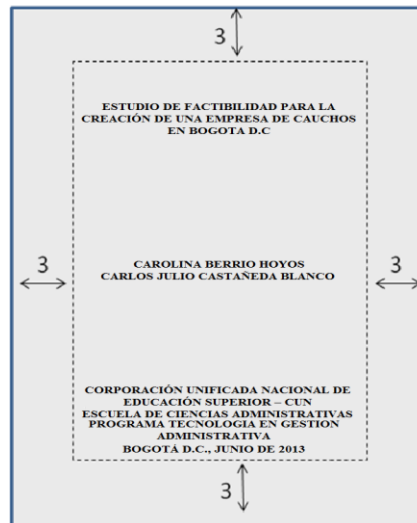 3
ESTUDIO DE FACTIBILIDAD PARA LA
CREACIÓN DE UNA EMPRESA DE CAUCHOS
EN BOGOTA D.C
3
CAROLINA BERRIO HOYOS
CARLOS JULIO CASTAÑEDA BLANCO
3
CORPORACIÓN UNIFICADA NACIONAL DE
EDUCACIÓN SUPERIOR – CUN
ESCUELA DE CIENCIAS ADMINISTRATIVAS
PROGRAMA TECNOLOGIA EN GESTION
ADMINISTRATIVA
BOGOTÁ D.C., JUNIO DE 2013
3